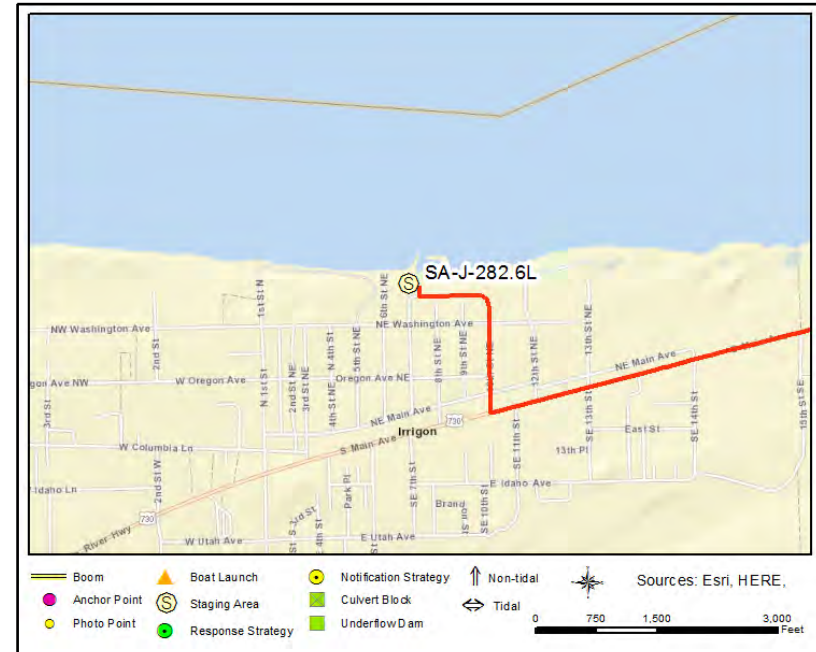 SA-J-282.6L
1st St N
6th St NE
NW Washington Ave
NE Washington Ave
2nd St
N 4th St
5th St NE
8th St NE
9th St NE
12th St NE
13th St NE
NE Main Ave
gon Ave NW
W Oregon Ave
Oregon Ave NE
3rd St
N 1st St
2nd St NE
3rd St NE
4th St NE
NE Main Ave
730
Irrigon
S Main Ave
SE 11th St
SE 13th St
East St
SE 14th St
15th St SE
W Columbia Ln
13th Pl
Idaho Ln
2nd St W
Park Pl
SE 7th St
Brand
SE 10th St
E Idaho Ave
3rd St
E 4th St
730
River Hwy
W Utah Ave
E Utah Ave
Boom
Boat Launch
Notification Strategy
Non-tidal
Sources: Esri, HERE,
Anchor Point
S
Staging Area
Culvert Block
Tidal
Photo Point
Response Strategy
Underflow Dam
0 750 1,500 3,000
Feet